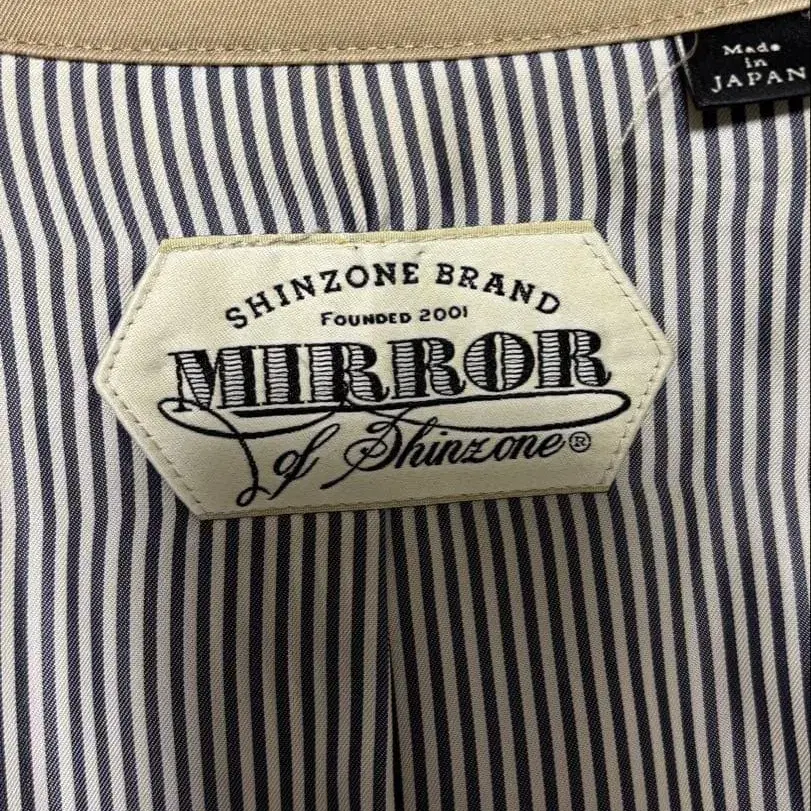 Made
in
JAPAN
SHINZONE BRAND
FOUNDED 2001
MIRROR
of Shinzone®